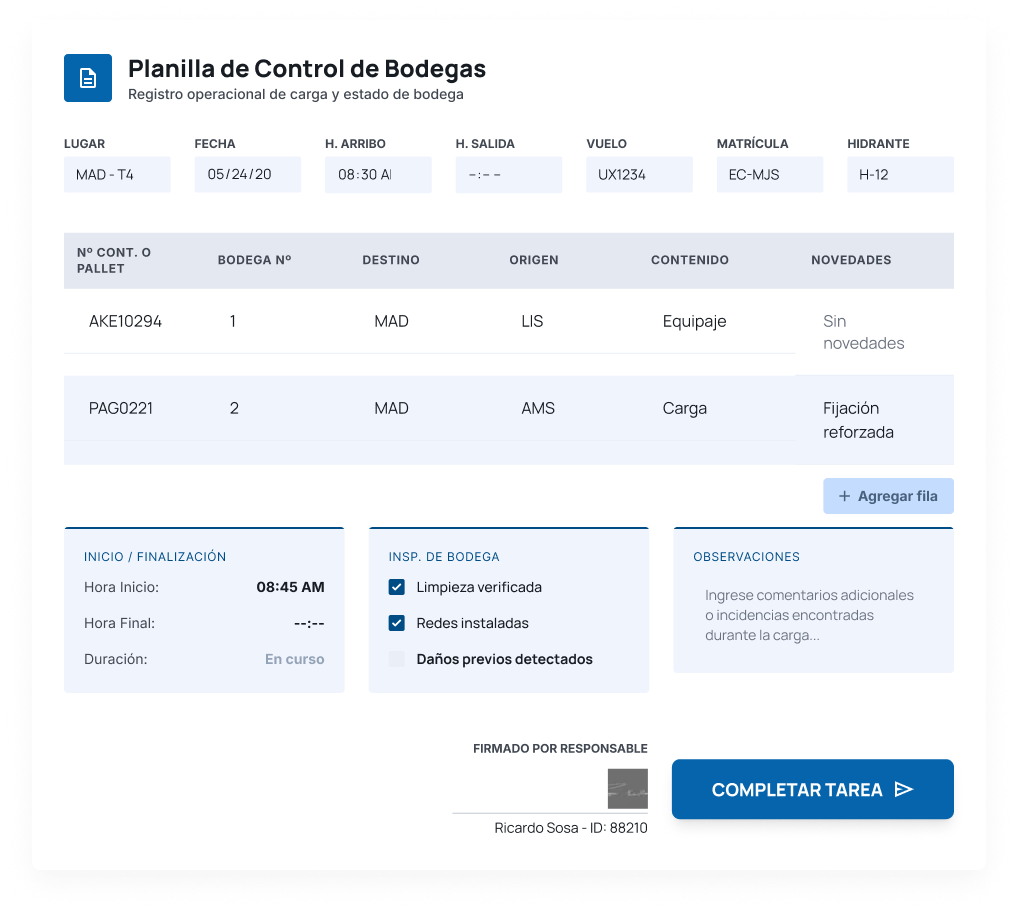 Planilla de Control de Bodegas
Registro operacional de carga y estado de bodega
LUGAR FECHA H. ARRIBO H. SALIDA VUELO MATRÍCULA HIDRANTE
MAD - T4 05/24/20 08:30 A --:-- UX1234 EC-MJS H-12
Nº CONT. O
PALLET BODEGA Nº DESTINO ORIGEN CONTENIDO NOVEDADES
AKE10294 1 MAD LIS Equipaje Sin
novedades
PAG0221 2 MAD AMS Carga Fijación
reforzada
+ Agregar fila
INICIO / FINALIZACIÓN
Hora Inicio: 08:45 AM
Hora Final: --:--
Duración: En curso
INSP. DE BODEGA
Limpieza verificada
Redes instaladas
Daños previos detectados
OBSERVACIONES
Ingrese comentarios adicionales
o incidencias encontradas
durante la carga...
FIRMADO POR RESPONSABLE
Ricardo Sosa - ID: 88210
COMPLETAR TAREA